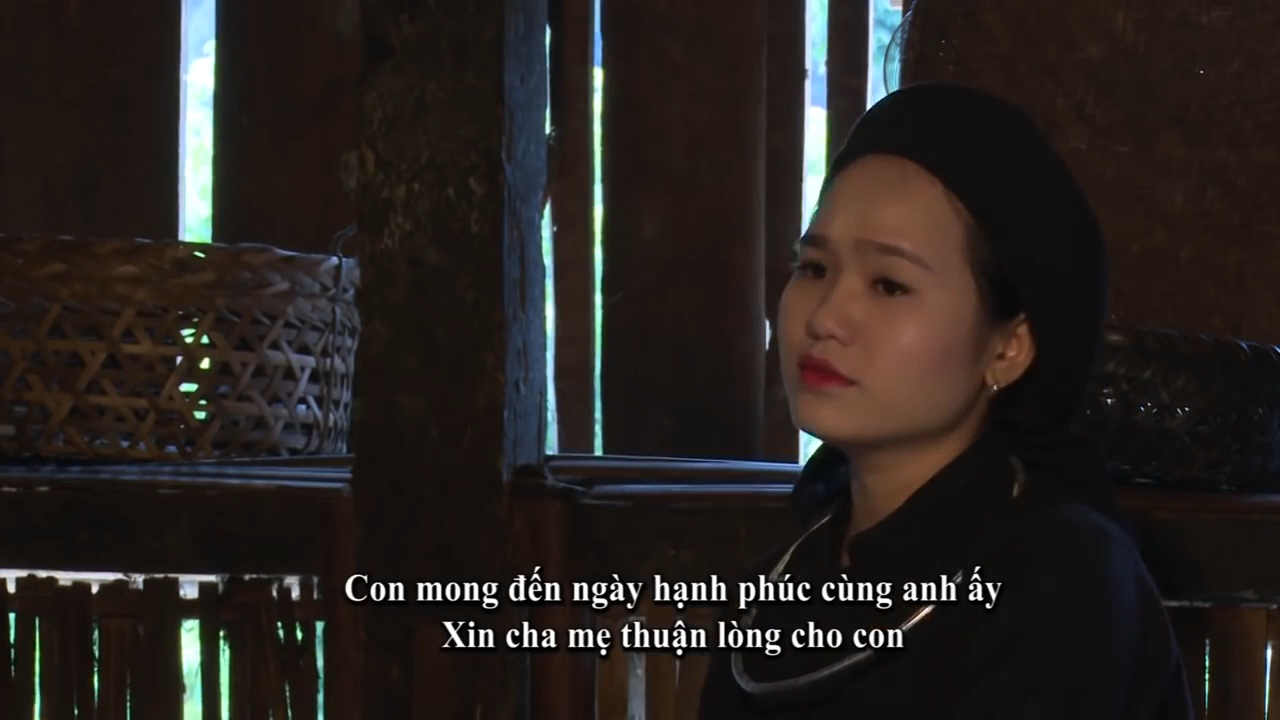 Con mong đến ngày hạnh phúc cùng anh ấy
Xin cha mẹ thuận lòng cho con